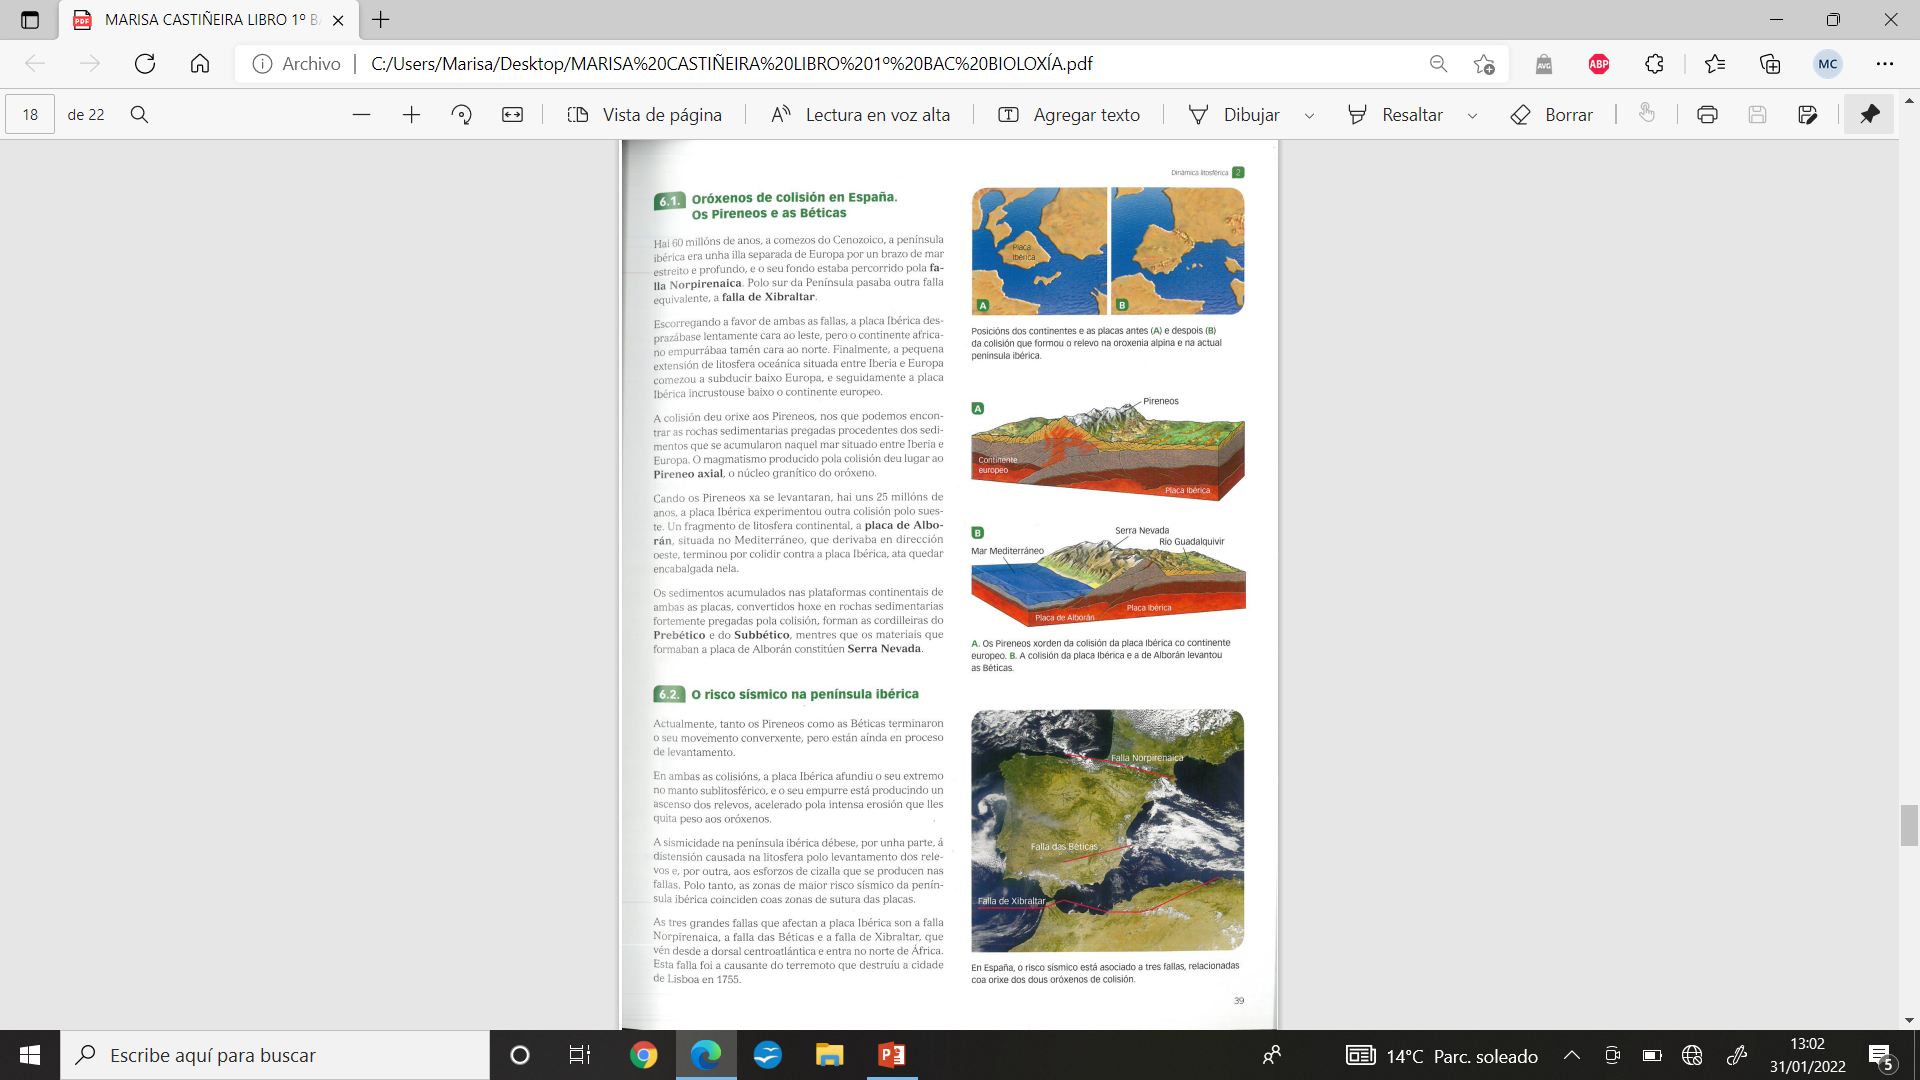 MARISA CASTIÑEIRA LIBRO 1º BA
Archivo
C:/Users/Marisa/Desktop/MARISA%20CASTIÑEIRA%20LIBRO%201º%20BAC%20BIOLOXÍA.pdf
ABP
MC
18
de 22
Vista de página
Lectura en voz alta
Agregar texto
Dibujar
Resaltar
Borrar
Dinámica litosférica 2
6.1. Oróxenos de colisión en España.
Os Pireneos e as Béticas
Hai 60 millóns de anos, a comezos do Cenozoico, a península
ibérica era unha illa separada de Europa por un brazo de mar
estreito e profundo, e o seu fondo estaba percorrido pola fa-
lla Norpirenaica. Polo sur da Península pasaba outra falla
equivalente, a falla de Xibraltar.
Escorregando a favor de ambas as fallas, a placa Ibérica des-
prazábase lentamente cara ao leste, pero o continente africa-
no empurrábaa tamén cara ao norte. Finalmente, a pequena
extensión de litosfera oceánica situada entre Iberia e Europa
comezou a subducir baixo Europa, e seguidamente a placa
Ibérica incrustouse baixo o continente europeo.
A colisión deu orixe aos Pireneos, nos que podemos encon-
trar as rochas sedimentarias pregadas procedentes dos sedi-
mentos que se acumularon naquel mar situado entre Iberia e
Europa. O magmatismo producido pola colisión deu lugar ao
Pireneo axial, o núcleo granítico do oróxeno.
Cando os Pireneos xa se levantaran, hai uns 25 millóns de
anos, a placa Ibérica experimentou outra colisión polo sues-
te. Un fragmento de litosfera continental, a placa de Albo-
rán, situada no Mediterráneo, que derivaba en dirección
oeste, terminou por colidir contra a placa Ibérica, ata quedar
encabalgada nela.
Os sedimentos acumulados nas plataformas continentais de
ambas as placas, convertidos hoxe en rochas sedimentarias
fortemente pregadas pola colisión, forman as cordilleiras do
Prebético e do Subbético, mentres que os materiais que
formaban a placa de Alborán constitúen Serra Nevada.
6.2. O risco sísmico na península ibérica
Actualmente, tanto os Pireneos como as Béticas terminaron
o seu movemento converxente, pero están aínda en proceso
de levantamento.
En ambas as colisións, a placa Ibérica afundiu o seu extremo
no manto sublitosférico, e o seu empurre está producindo un
ascenso dos relevos, acelerado pola intensa erosión que lles
quita peso aos oróxenos.
A sismicidade na península ibérica débese, por unha parte, á
distensión causada na litosfera polo levantamento dos rele-
vos e, por outra, aos esforzos de cizalla que se producen nas
fallas. Polo tanto, as zonas de maior risco sísmico da penín-
sula ibérica coinciden coas zonas de sutura das placas.
As tres grandes fallas que afectan a placa Ibérica son a falla
Norpirenaica, a falla das Béticas e a falla de Xibraltar, que
vén desde a dorsal centroatlántica e entra no norte de África.
Esta falla foi a causante do terremoto que destruíu a cidade
de Lisboa en 1755.
Placa
Ibérica
A
B
Posicións dos continentes e as placas antes (A) e despois (B)
da colisión que formou o relevo na oroxenia alpina e na actual
península ibérica.
A
Pireneos
Continente
europeo
Placa Ibérica
B
Serra Nevada
Río Guadalquivir
Mar Mediterráneo
Placa Ibérica
Placa de Alborán
A. Os Pireneos xorden da colisión da placa Ibérica co continente
europeo. B. A colisión da placa Ibérica e a de Alborán levantou
as Béticas.
Falla Norpirenaica
Falla das Béticas
Falla de Xibraltar
En España, o risco sísmico está asociado a tres fallas, relacionadas
coa orixe dos dous oróxenos de colisión.
39
Escribe aquí para buscar
14°C Parc. soleado
13:02
31/01/2022
5